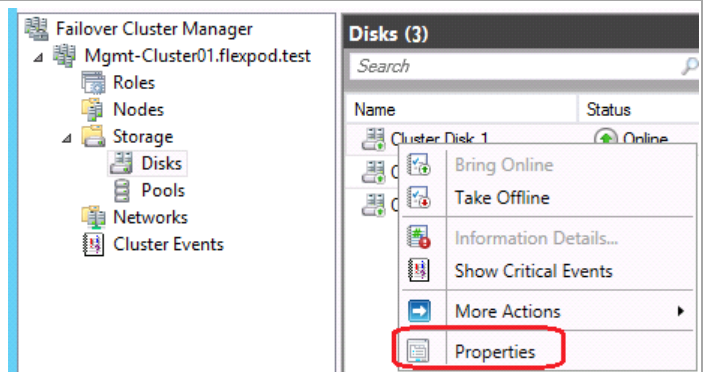 Failover Cluster Manager
Mgmt-Cluster01.flexpod.test
Roles
Nodes
Storage
Disks
Pools
Networks
Cluster Events
Disks (3)
Search
Name Status
Cluster Disk 1 Online
C
C
Bring Online
Take Offline
Information Details...
Show Critical Events
More Actions
Properties